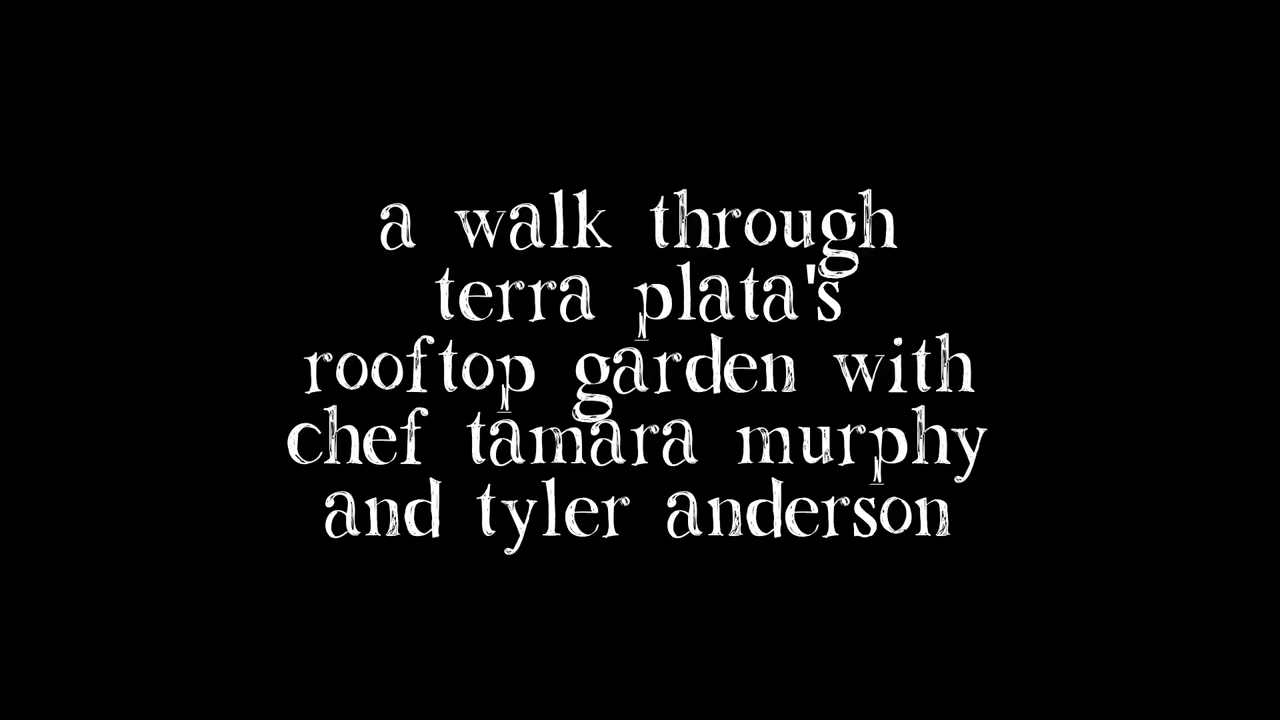 a walk through
terra plata's
rooftop garden with
chef tamara murphy
and tyler anderson